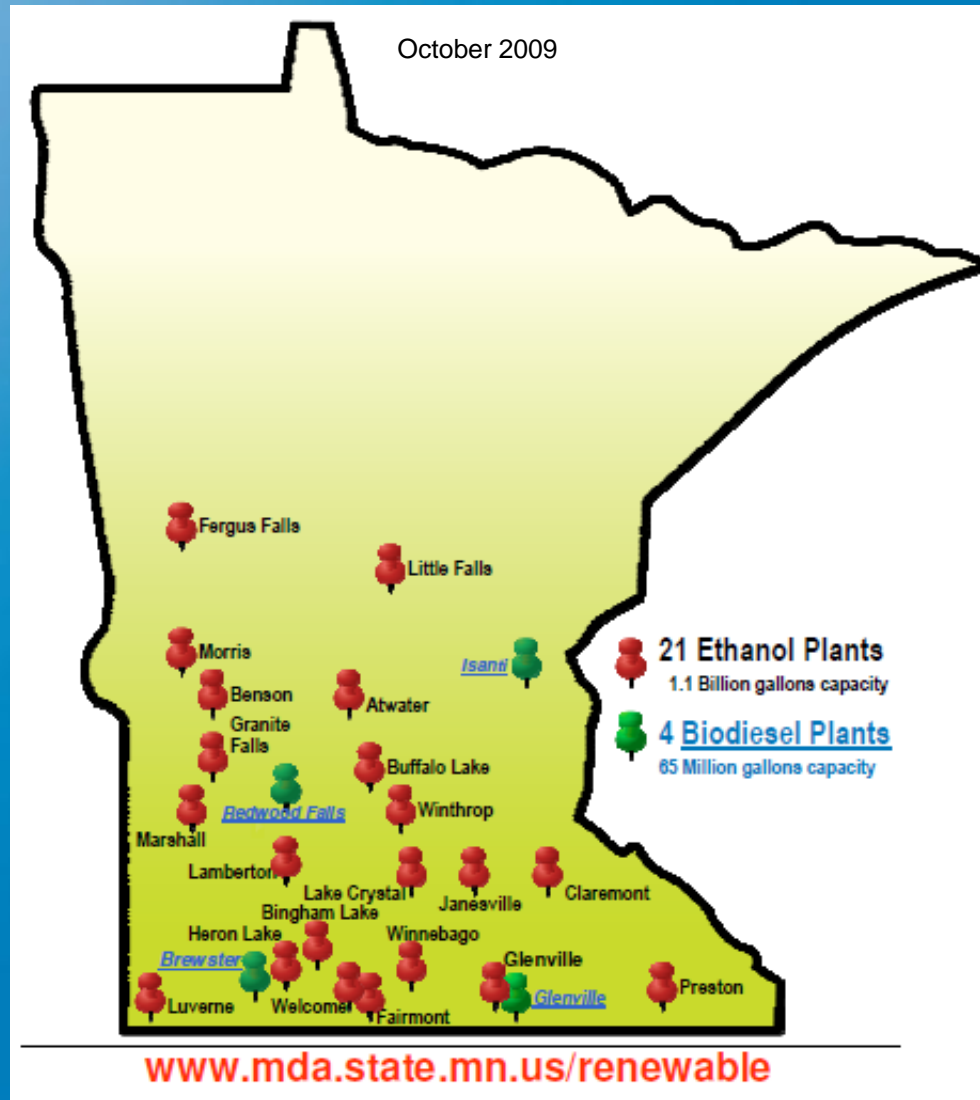 October 2009
Fergus Falls
Little Falls
Morris
Isanti
21 Ethanol Plants
1.1 Billion gallons capacity
Benson
Atwater
Granite
Falls
4 Biodiesel Plants
65 Million gallons capacity
Buffalo Lake
Redwood Falls
Winthrop
Marshall
Lamberton
Lake Crystal
Janesville
Claremont
Bingham Lake
Heron Lake
Winnebago
Brewster
Glenville
Glenville
Preston
Luverne
Welcome
Fairmont
www.mda.state.mn.us/renewable